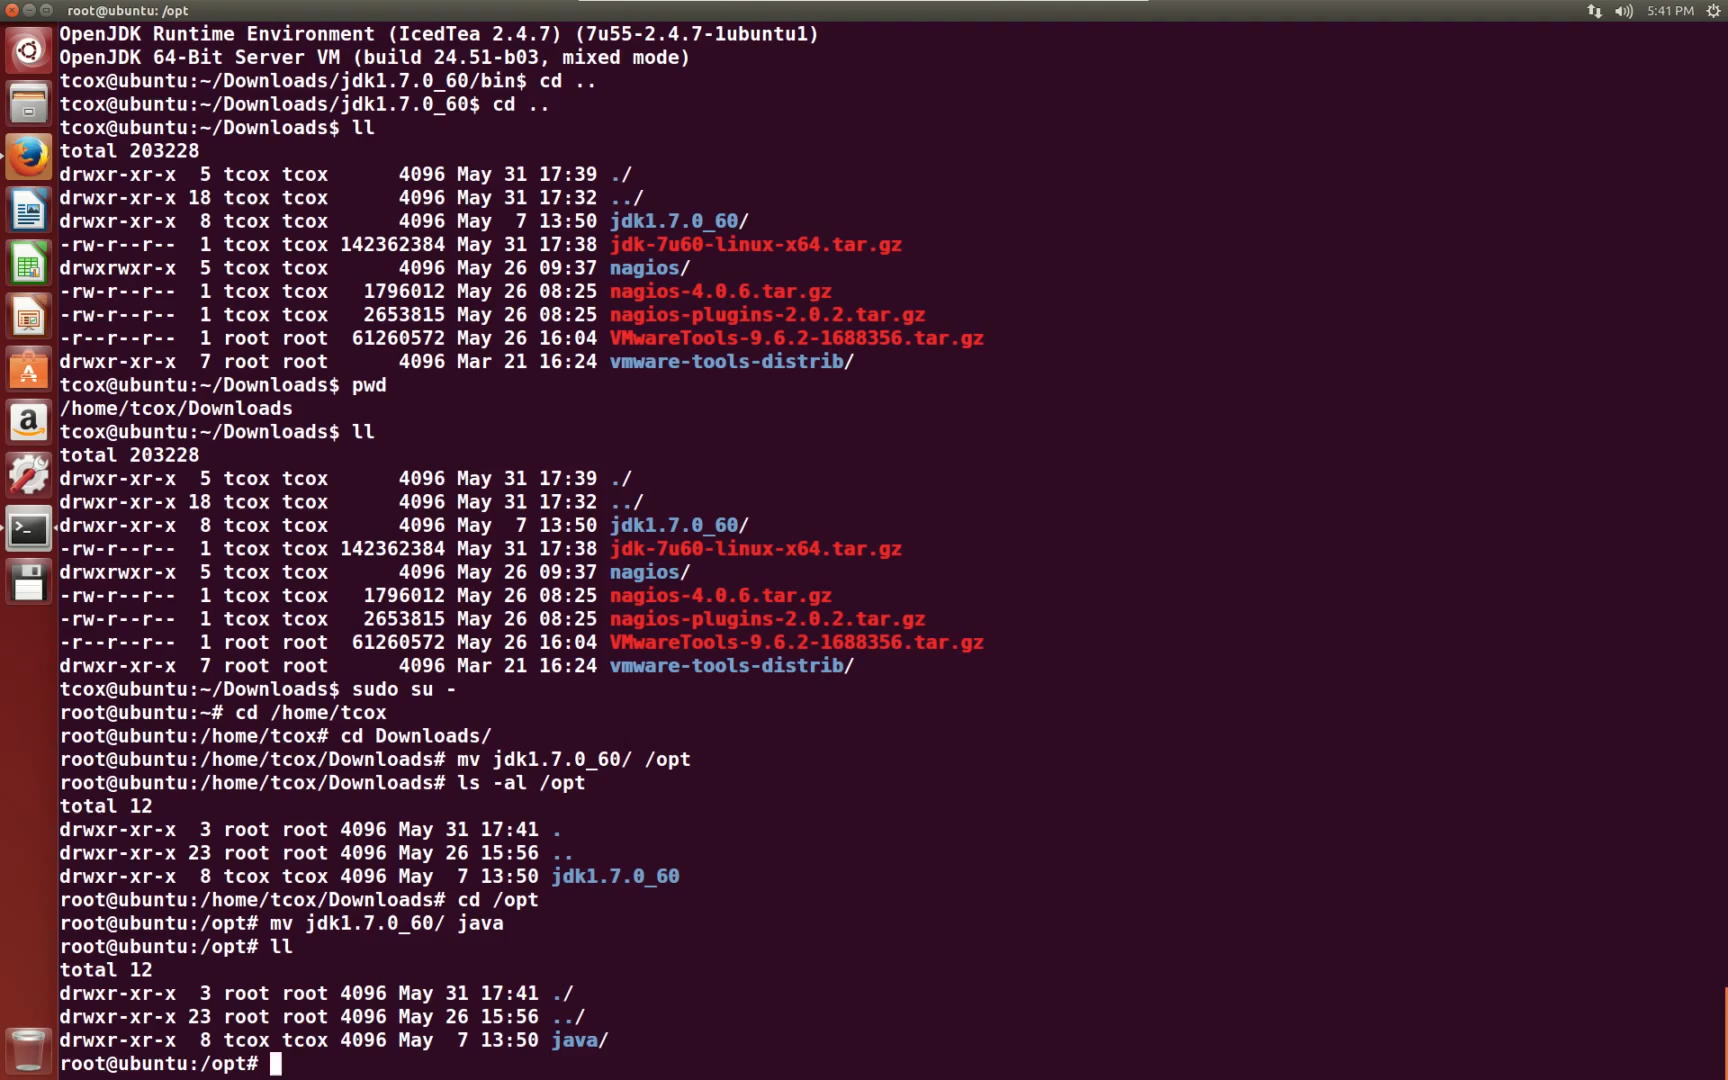 root@ubuntu: /opt
5:41 PM
OpenJDK Runtime Environment (IcedTea 2.4.7) (7u55-2.4.7-1ubuntu1)
OpenJDK 64-Bit Server VM (build 24.51-b03, mixed mode)
tcox@ubuntu:~/Downloads/jdk1.7.0_60/bin$ cd ..
tcox@ubuntu:~/Downloads/jdk1.7.0_60$ cd ..
tcox@ubuntu:~/Downloads$ ll
total 203228
drwxr-xr-x  5 tcox tcox      4096 May 31 17:39 ./
drwxr-xr-x 18 tcox tcox      4096 May 31 17:32 ../
drwxr-xr-x  8 tcox tcox      4096 May  7 13:50 jdk1.7.0_60/
-rw-r--r--  1 tcox tcox 142362384 May 31 17:38 jdk-7u60-linux-x64.tar.gz
drwxrwxr-x  5 tcox tcox      4096 May 26 09:37 nagios/
-rw-r--r--  1 tcox tcox   1796012 May 26 08:25 nagios-4.0.6.tar.gz
-rw-r--r--  1 tcox tcox   2653815 May 26 08:25 nagios-plugins-2.0.2.tar.gz
-r--r--r--  1 root root  61260572 May 26 16:04 VMwareTools-9.6.2-1688356.tar.gz
drwxr-xr-x  7 root root      4096 Mar 21 16:24 vmware-tools-distrib/
tcox@ubuntu:~/Downloads$ pwd
/home/tcox/Downloads
tcox@ubuntu:~/Downloads$ ll
total 203228
drwxr-xr-x  5 tcox tcox      4096 May 31 17:39 ./
drwxr-xr-x 18 tcox tcox      4096 May 31 17:32 ../
drwxr-xr-x  8 tcox tcox      4096 May  7 13:50 jdk1.7.0_60/
-rw-r--r--  1 tcox tcox 142362384 May 31 17:38 jdk-7u60-linux-x64.tar.gz
drwxrwxr-x  5 tcox tcox      4096 May 26 09:37 nagios/
-rw-r--r--  1 tcox tcox   1796012 May 26 08:25 nagios-4.0.6.tar.gz
-rw-r--r--  1 tcox tcox   2653815 May 26 08:25 nagios-plugins-2.0.2.tar.gz
-r--r--r--  1 root root  61260572 May 26 16:04 VMwareTools-9.6.2-1688356.tar.gz
drwxr-xr-x  7 root root      4096 Mar 21 16:24 vmware-tools-distrib/
tcox@ubuntu:~/Downloads$ sudo su -
root@ubuntu:~# cd /home/tcox
root@ubuntu:/home/tcox# cd Downloads/
root@ubuntu:/home/tcox/Downloads# mv jdk1.7.0_60/ /opt
root@ubuntu:/home/tcox/Downloads# ls -al /opt
total 12
drwxr-xr-x  3 root root 4096 May 31 17:41 .
drwxr-xr-x 23 root root 4096 May 26 15:56 ..
drwxr-xr-x  8 tcox tcox 4096 May  7 13:50 jdk1.7.0_60
root@ubuntu:/home/tcox/Downloads# cd /opt
root@ubuntu:/opt# mv jdk1.7.0_60/ java
root@ubuntu:/opt# ll
total 12
drwxr-xr-x  3 root root 4096 May 31 17:41 ./
drwxr-xr-x 23 root root 4096 May 26 15:56 ../
drwxr-xr-x  8 tcox tcox 4096 May  7 13:50 java/
root@ubuntu:/opt#